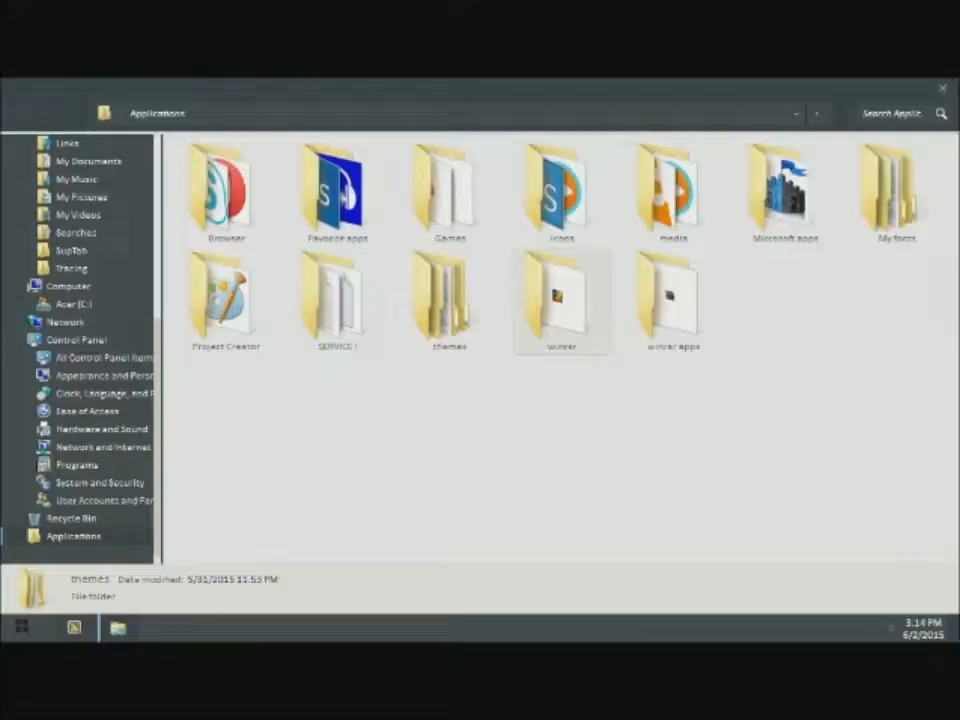 Applications
Search Applic
Links
My Documents
My Music
My Pictures
My Videos
Searches
SupTab
Tracing
Computer
Acer (C:)
Network
Control Panel
All Control Panel Items
Appearance and Perso
Clock, Language, and R
Ease of Access
Hardware and Sound
Network and Internet
Programs
System and Security
User Accounts and Fam
Recycle Bin
Applications
Browser
Favorite apps
Games
Icons
media
Microsoft apps
My fonts
Project Creator
SERVICE !
themes
winrar
winrar apps
themes Date modified: 5/31/2015 11:53 PM
File folder
3:14 PM
6/2/2015